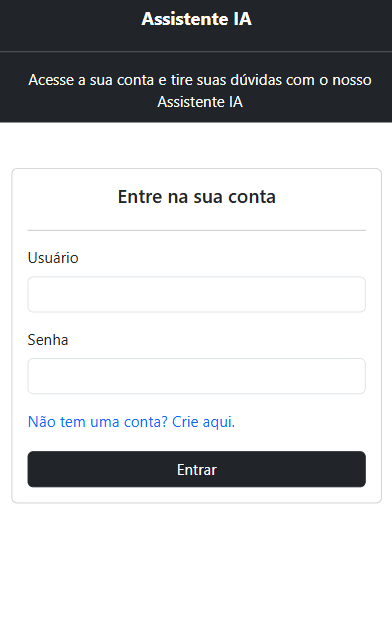 Assistente IA
Acesse a sua conta e tire suas dúvidas com o nosso
Assistente IA
Entre na sua conta
Usuário
Senha
Não tem uma conta? Crie aqui.
Entrar